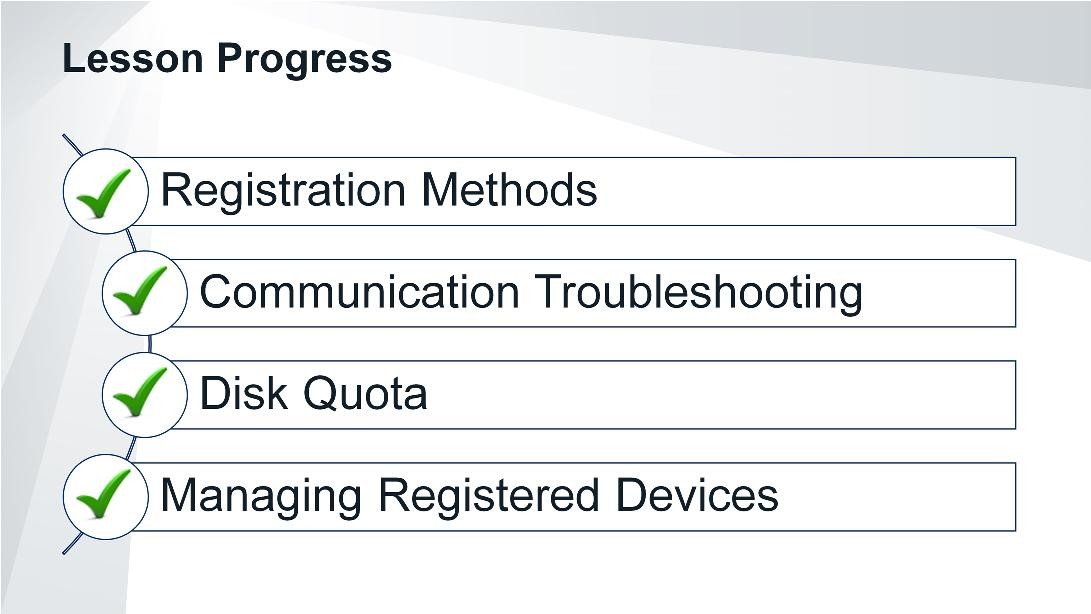 Lesson Progress
Registration Methods
Communication Troubleshooting
Disk Quota
Managing Registered Devices